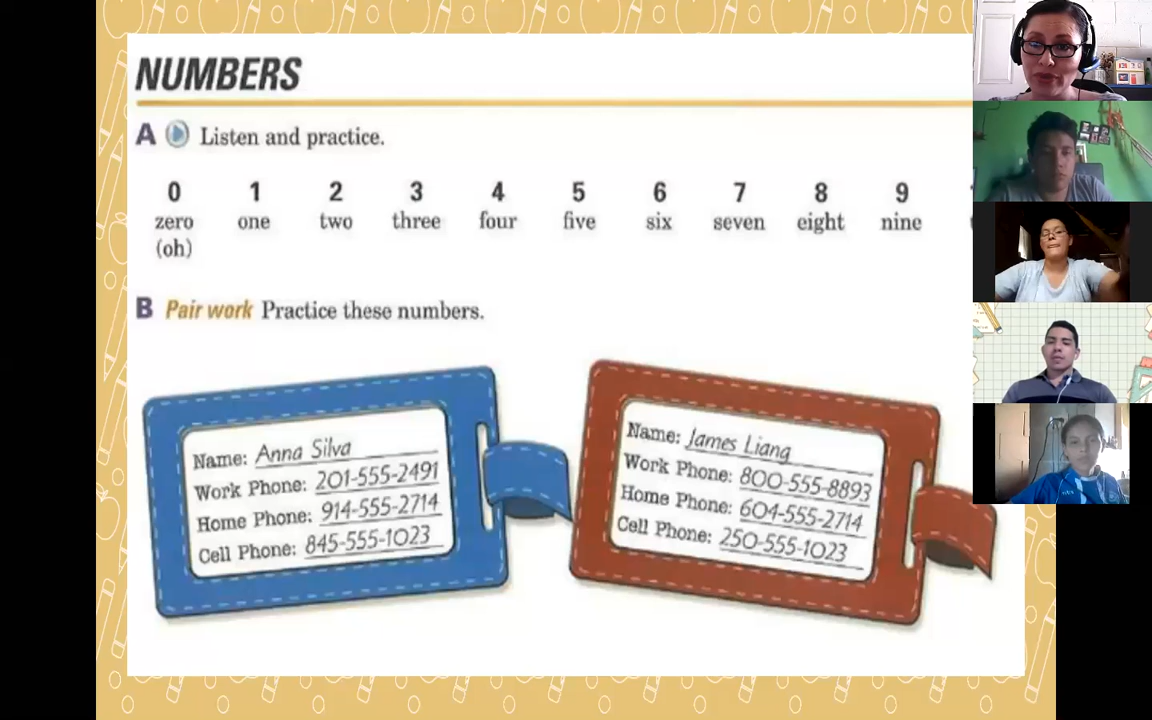 NUMBERS
A Listen and practice.
0 1 2 3 4 5 6 7 8 9
zero one two three four five six seven eight nine
(oh)
B Pair work Practice these numbers.
Name: Anna Silva
Work Phone: 201-555-2491
Home Phone: 914-555-2714
Cell Phone: 845-555-1023
Name: James Liang
Work Phone: 800-555-8893
Home Phone: 604-555-2714
Cell Phone: 250-555-1023